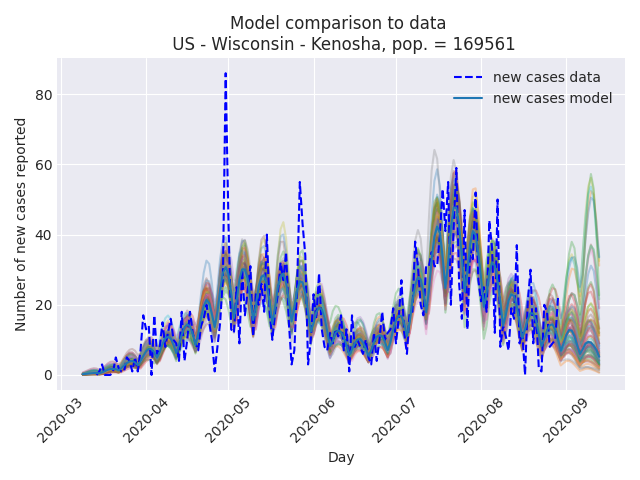 Model comparison to data
US - Wisconsin - Kenosha, pop. = 169561
new cases data
new cases model
Number of new cases reported
80
60
40
20
0
2020-03
2020-04
2020-05
2020-06
2020-07
2020-08
2020-09
Day